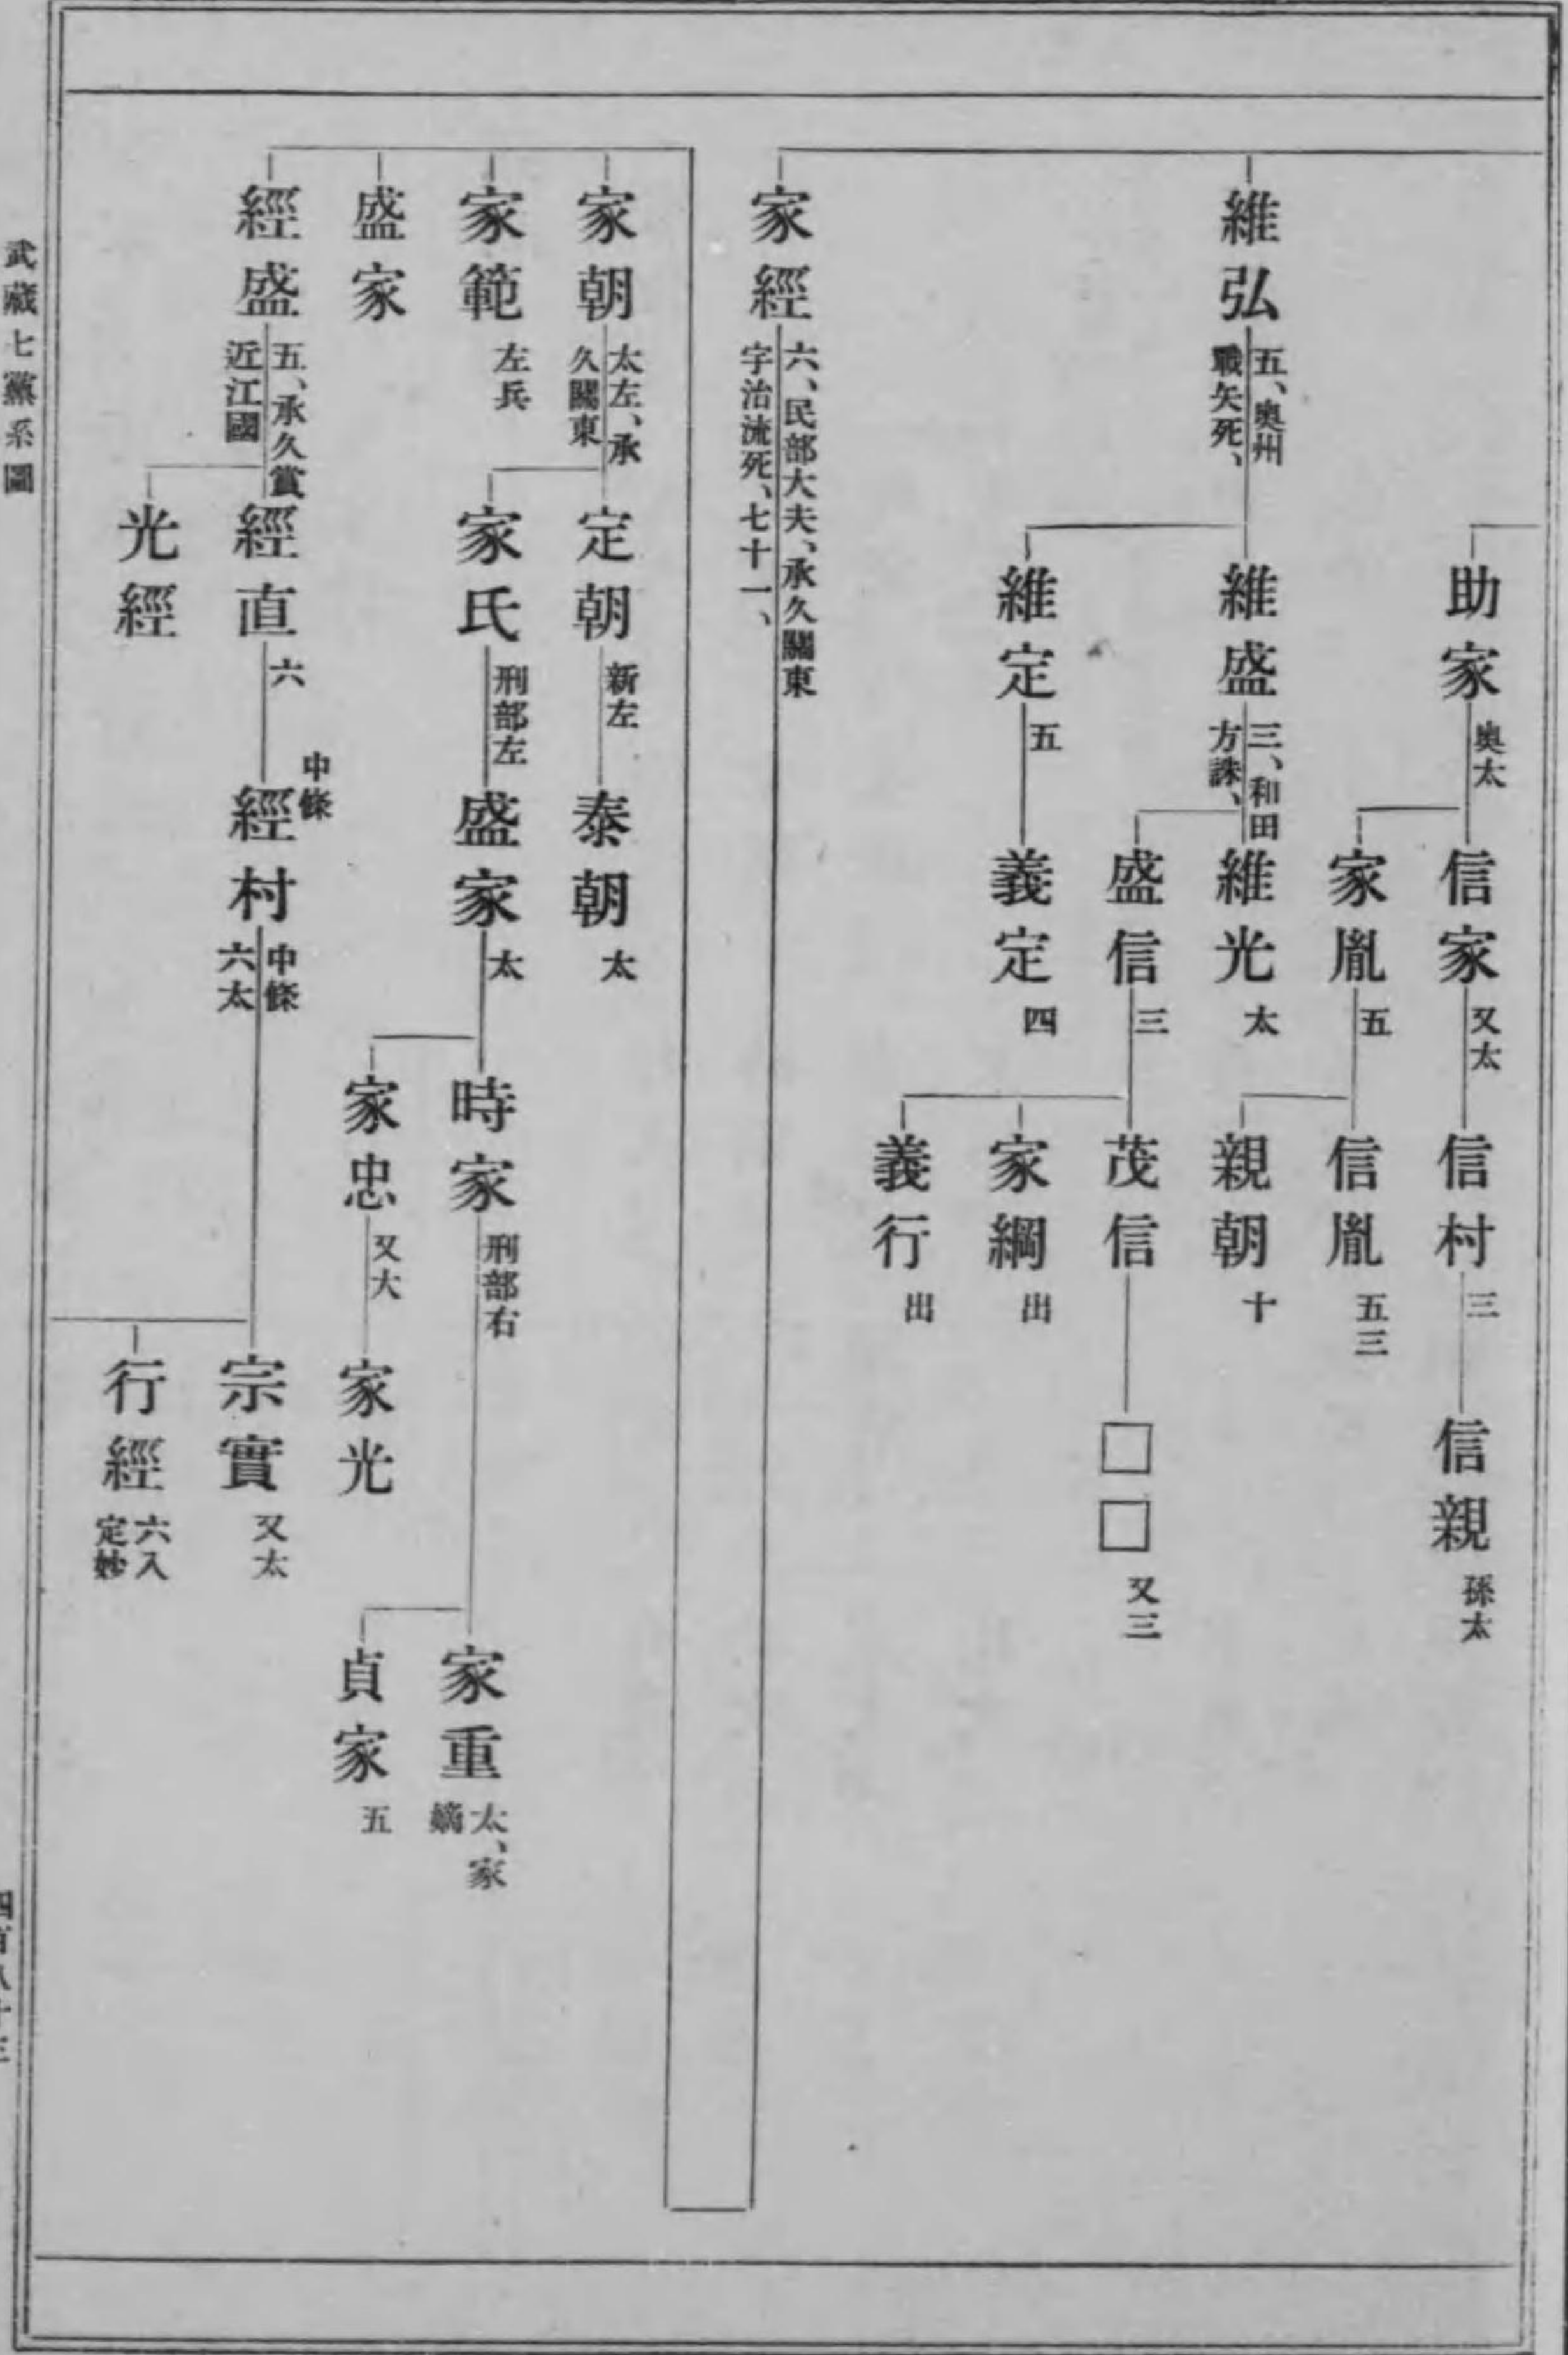 助家 奥太
信家 又太
信村 三
信親 孫太
家胤 五
信胤 五三
親朝 十
維弘 五、奥州戰矢死、
維盛 三、和田方誅、
維光 太
盛信 三
茂信
□□ 又三
家綱 出
義行 出
維定 五
義定 四
家經 六、民部大夫、承久關東宇治流死、七十一、
家朝 太左、承久關東
定朝 新左
泰朝 太
家氏 刑部左
盛家 太
時家 刑部右
家重 太、家嫡
貞家 五
家忠 又大
家光
家範 左兵
盛家
經盛 五、承久賞近江國
經直 六
中條
經村 中條六太
宗實 又太
行經 六入定妙
光經
武藏七黨系圖